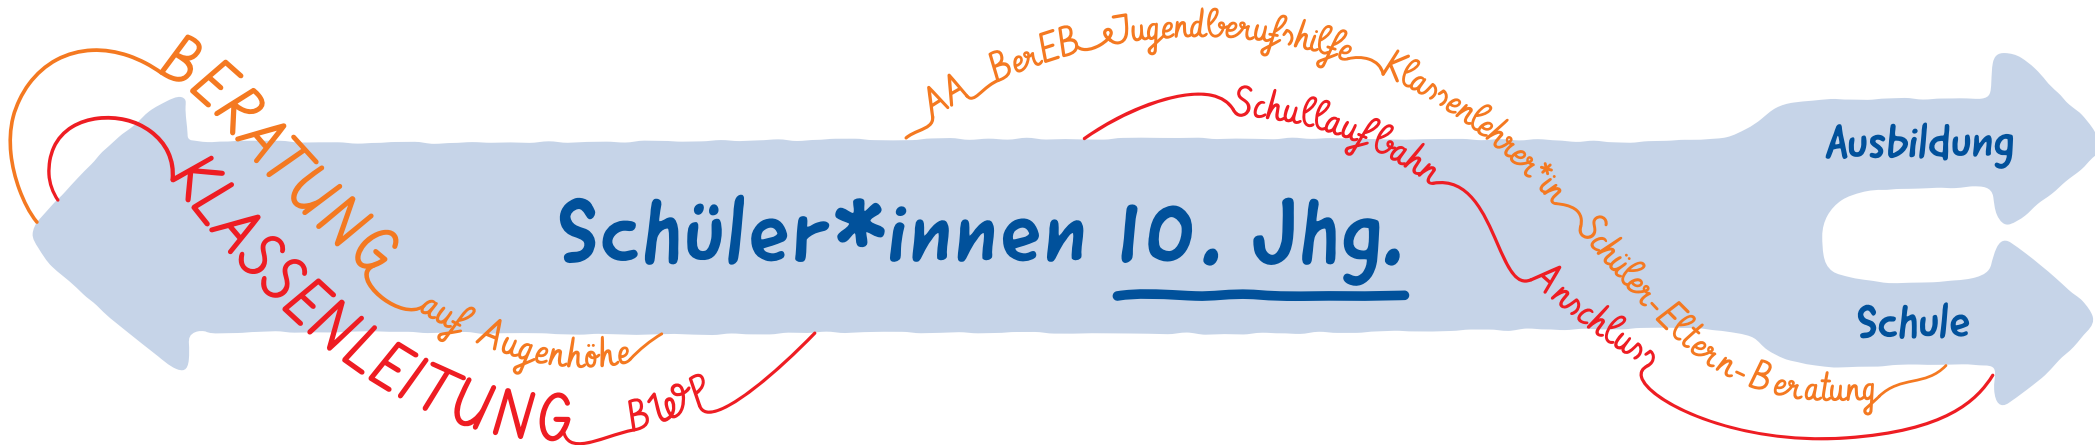 BERATUNG auf Augenhöhe
KLASSENLEITUNG BWP
AA BerEB Jugendberufshilfe Klassenlehrer*in Schüler-Eltern-Beratung
Schullaufbahn Anschluss
Schüler*innen 10. Jhg.
Ausbildung
Schule